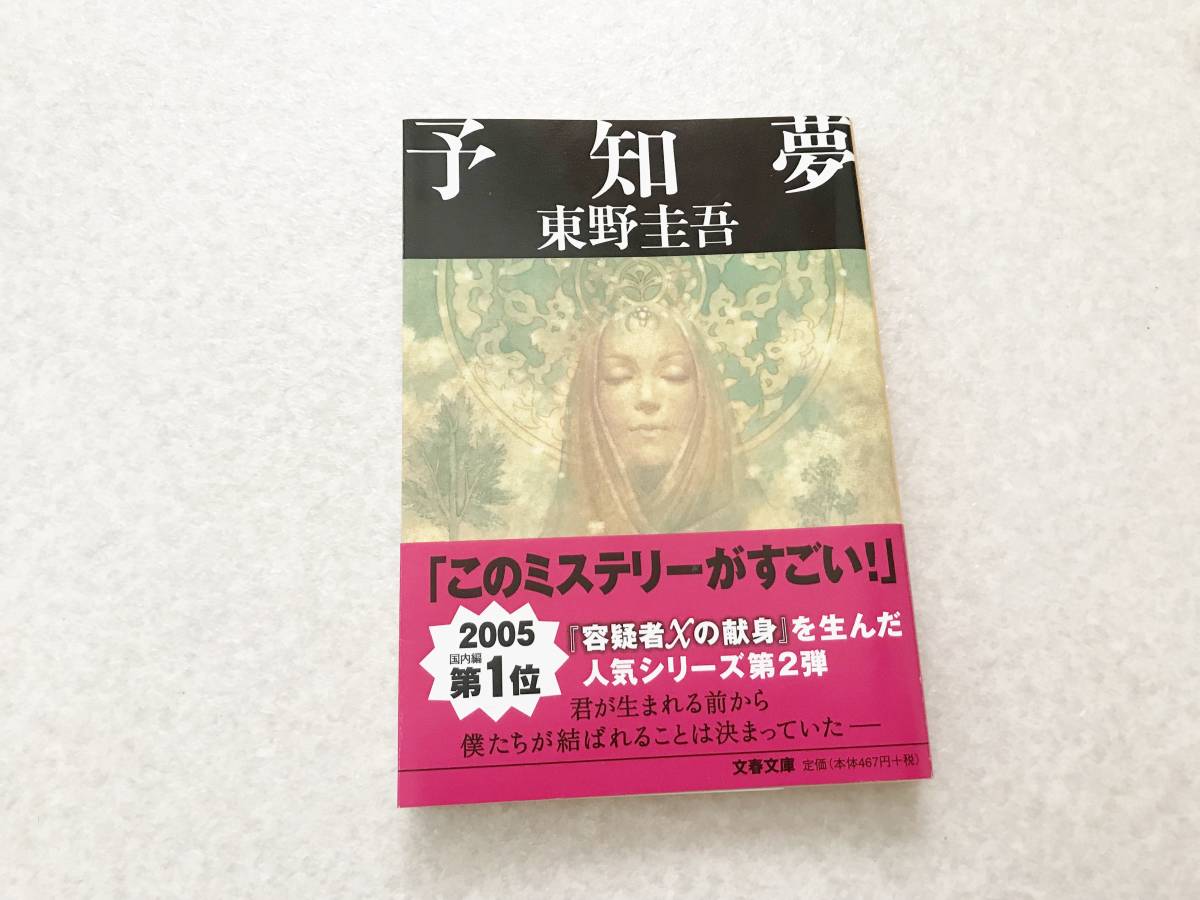 予知夢
東野圭吾
「このミステリーがすごい!」
2005
国内編
第1位
『容疑者Xの献身』を生んだ
人気シリーズ第2弾
君が生まれる前から
僕たちが結ばれることは決まっていた──
文春文庫 定価(本体467円+税)